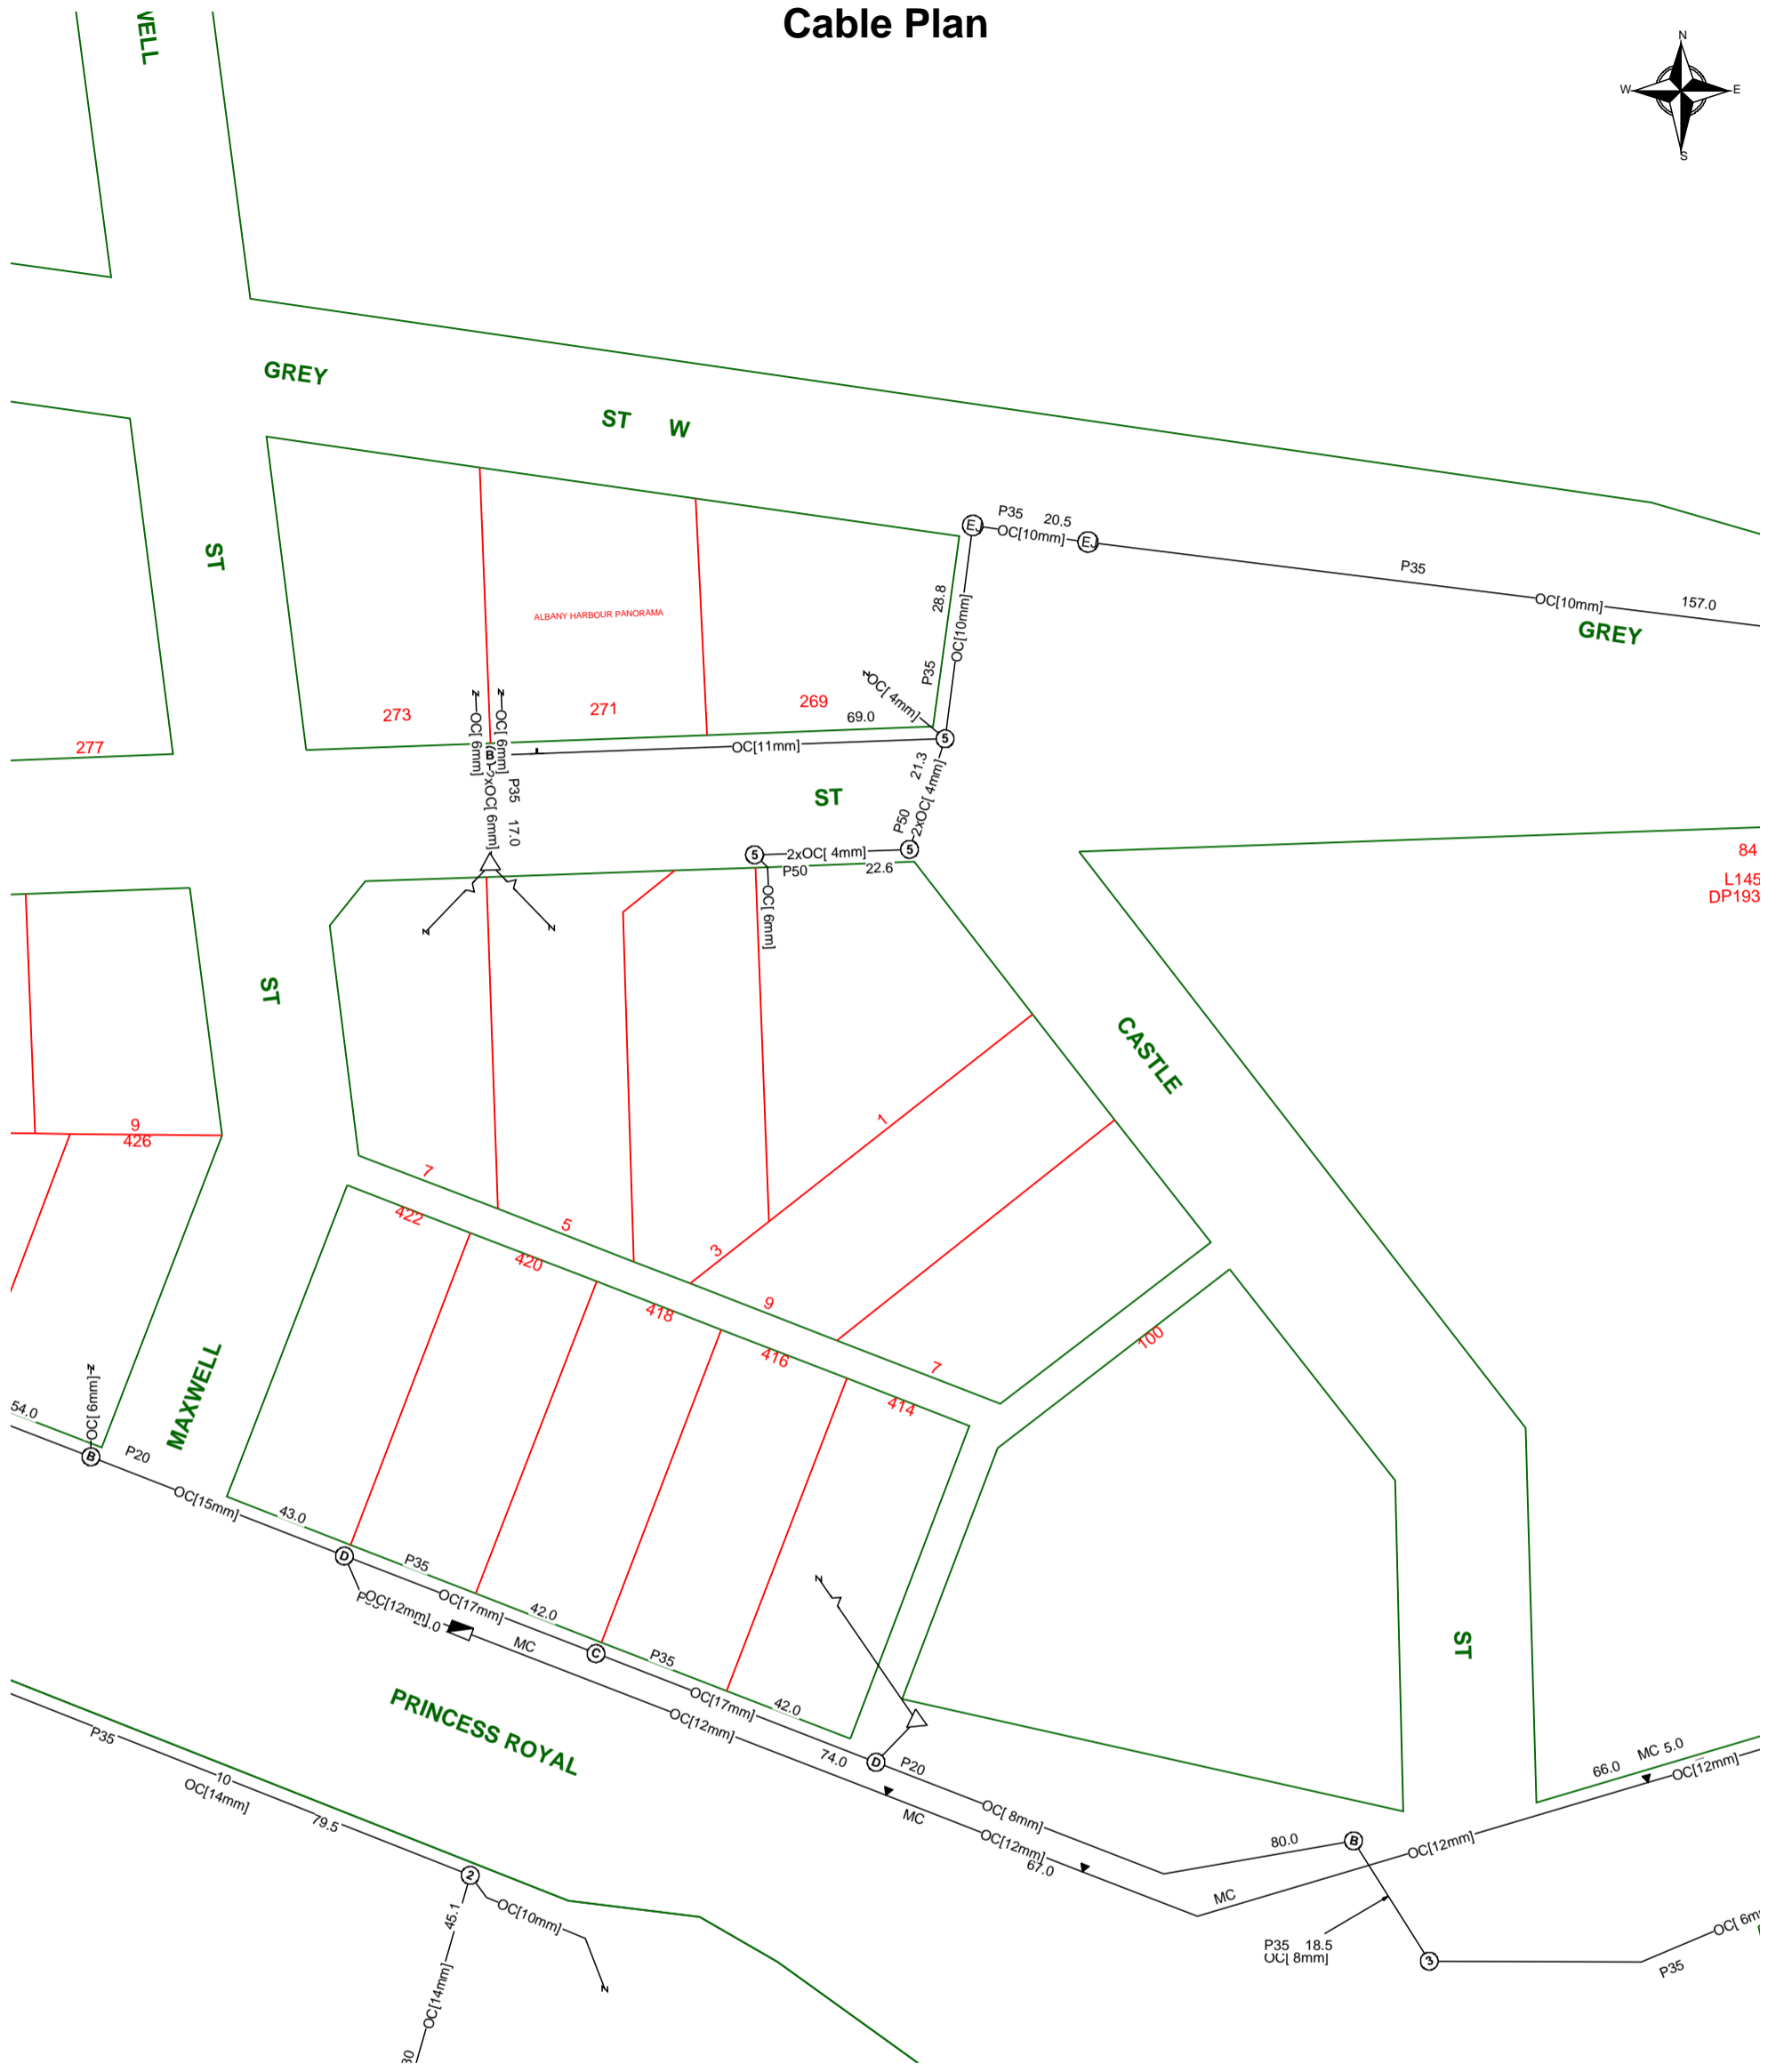 Cable Plan
N
W
E
S
GREY
ST W
ST
P35 20.5
EJ
OC[10mm]
EJ
P35
OC[10mm]
157.0
GREY
28.8
OC[10mm]
P35
ALBANY HARBOUR PANORAMA
OC[ 4mm]
273
271
269
69.0
277
OC[ 6mm]
OC[ 6mm]
B
OC[11mm]
5
2xOC[ 6mm]
P35 17.0
21.3
2xOC[ 4mm]
P50
ST
5
2xOC[ 4mm]
5
P50
22.6
OC[ 6mm]
84
L145
DP193
ST
CASTLE
9
426
1
7
422
5
420
3
418
9
416
7
414
100
MAXWELL
OC[ 6mm]
54.0
B
P20
OC[15mm]
43.0
D
P35
OC[17mm]
OC[12mm]
42.0
MC
C
P35
OC[17mm]
42.0
OC[12mm]
74.0
D
P20
ST
PRINCESS ROYAL
P35
10
OC[14mm]
79.5
MC
OC[ 8mm]
OC[12mm]
67.0
80.0
B
OC[12mm]
66.0
MC 5.0
OC[12mm]
MC
2
45.1
OC[10mm]
OC[14mm]
P35 18.5
OC[ 8mm]
3
P35